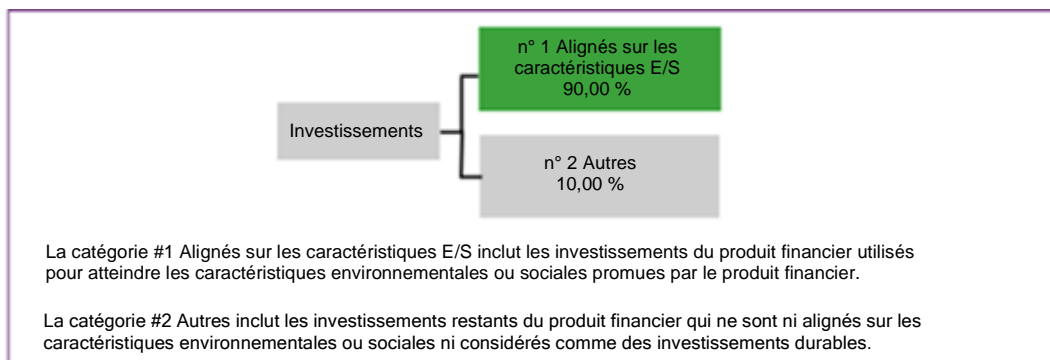 n° 1 Alignés sur les
caractéristiques E/S
90,00 %
Investissements
n° 2 Autres
10,00 %
La catégorie #1 Alignés sur les caractéristiques E/S inclut les investissements du produit financier utilisés
pour atteindre les caractéristiques environnementales ou sociales promues par le produit financier.
La catégorie #2 Autres inclut les investissements restants du produit financier qui ne sont ni alignés sur les
caractéristiques environnementales ou sociales ni considérés comme des investissements durables.